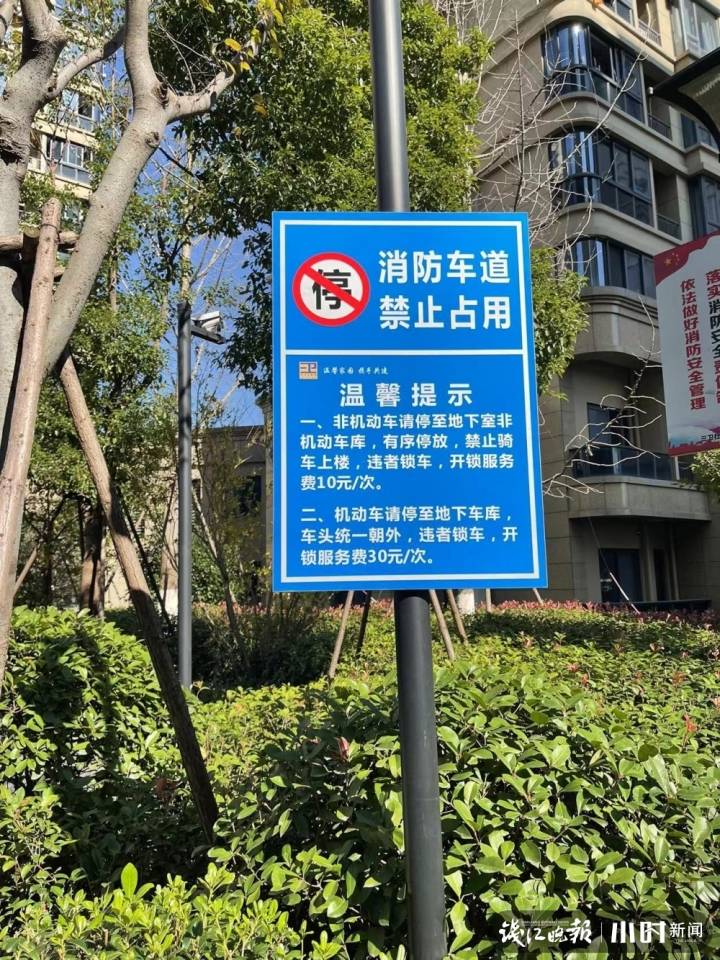 停
消防车道
禁止占用
温馨家园 携手共建
温馨提示
一、非机动车请停至地下室非
机动车库，有序停放，禁止骑
车上楼，违者锁车，开锁服务
费10元/次。
二、机动车请停至地下车库，
车头统一朝外，违者锁车，开
锁服务费30元/次。
依法做好消防安全管理
钱江晚报 小时新闻